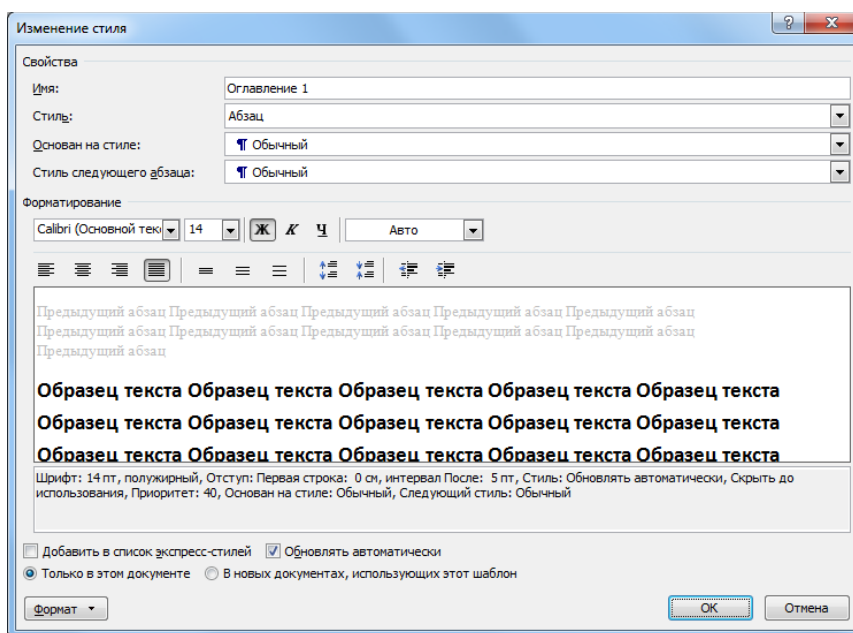 Изменение стиля
Свойства
Имя: Оглавление 1
Стиль: Абзац
Основан на стиле: ¶ Обычный
Стиль следующего абзаца: ¶ Обычный
Форматирование
Calibri (Основной тек 14 Ж К Ч Авто
Предыдущий абзац Предыдущий абзац Предыдущий абзац Предыдущий абзац Предыдущий абзац
Предыдущий абзац Предыдущий абзац Предыдущий абзац Предыдущий абзац Предыдущий абзац
Предыдущий абзац
Образец текста Образец текста Образец текста Образец текста Образец текста
Образец текста Образец текста Образец текста Образец текста Образец текста
Образец текста Образец текста Образец текста Образец текста Образец текста
Шрифт: 14 пт, полужирный, Отступ: Первая строка: 0 см, интервал После: 5 пт, Стиль: Обновлять автоматически, Скрыть до
использования, Приоритет: 40, Основан на стиле: Обычный, Следующий стиль: Обычный
Добавить в список экспресс-стилей Обновлять автоматически
Только в этом документе В новых документах, использующих этот шаблон
Формат ОК Отмена